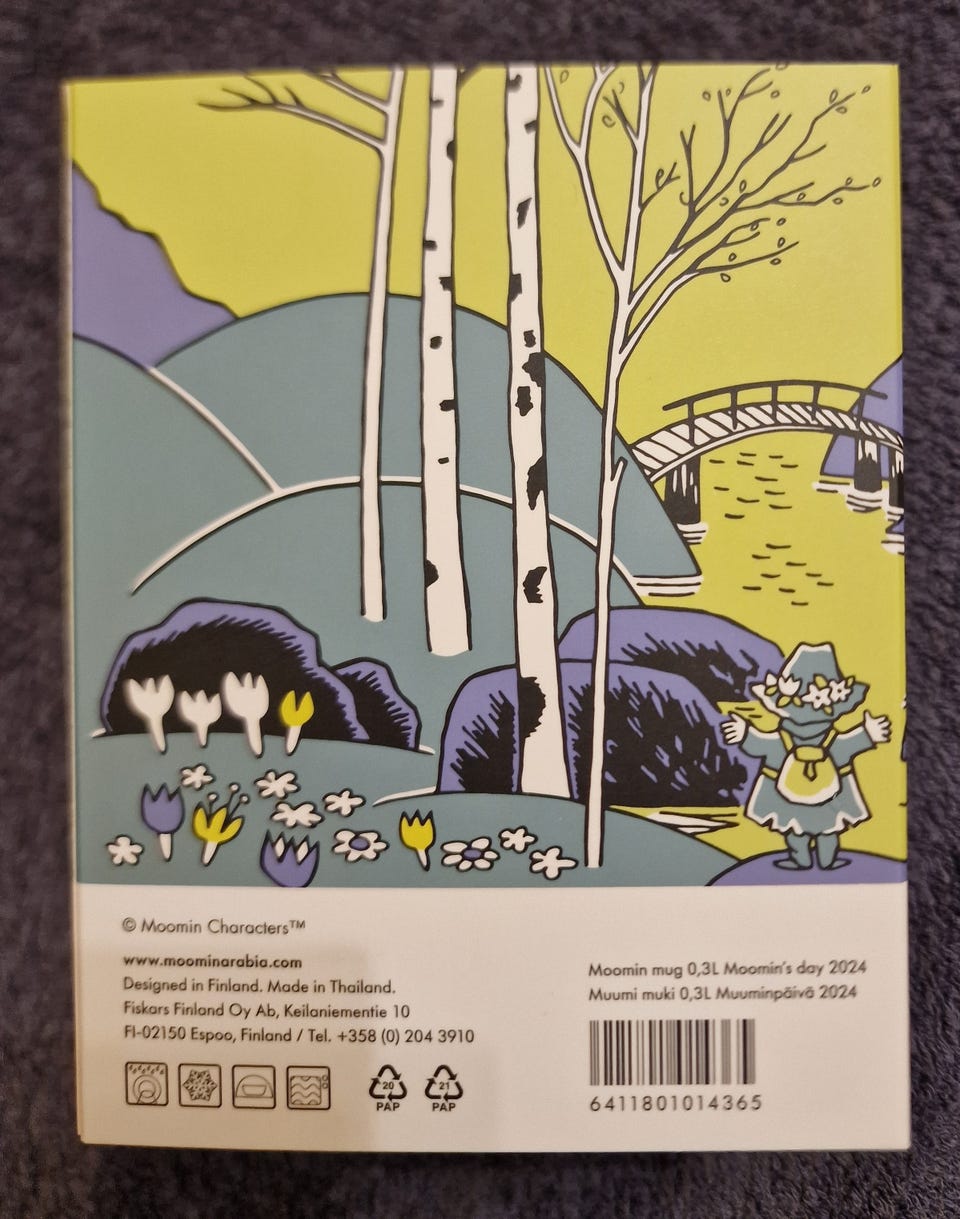 © Moomin Characters™
www.moominarabia.com
Designed in Finland. Made in Thailand.
Fiskars Finland Oy Ab, Keilaniementie 10
FI-02150 Espoo, Finland / Tel. +358 (0) 204 3910
20
PAP
21
PAP
Moomin mug 0,3L Moomin's day 2024
Muumi muki 0,3L Muuminpäivä 2024
6411801014365